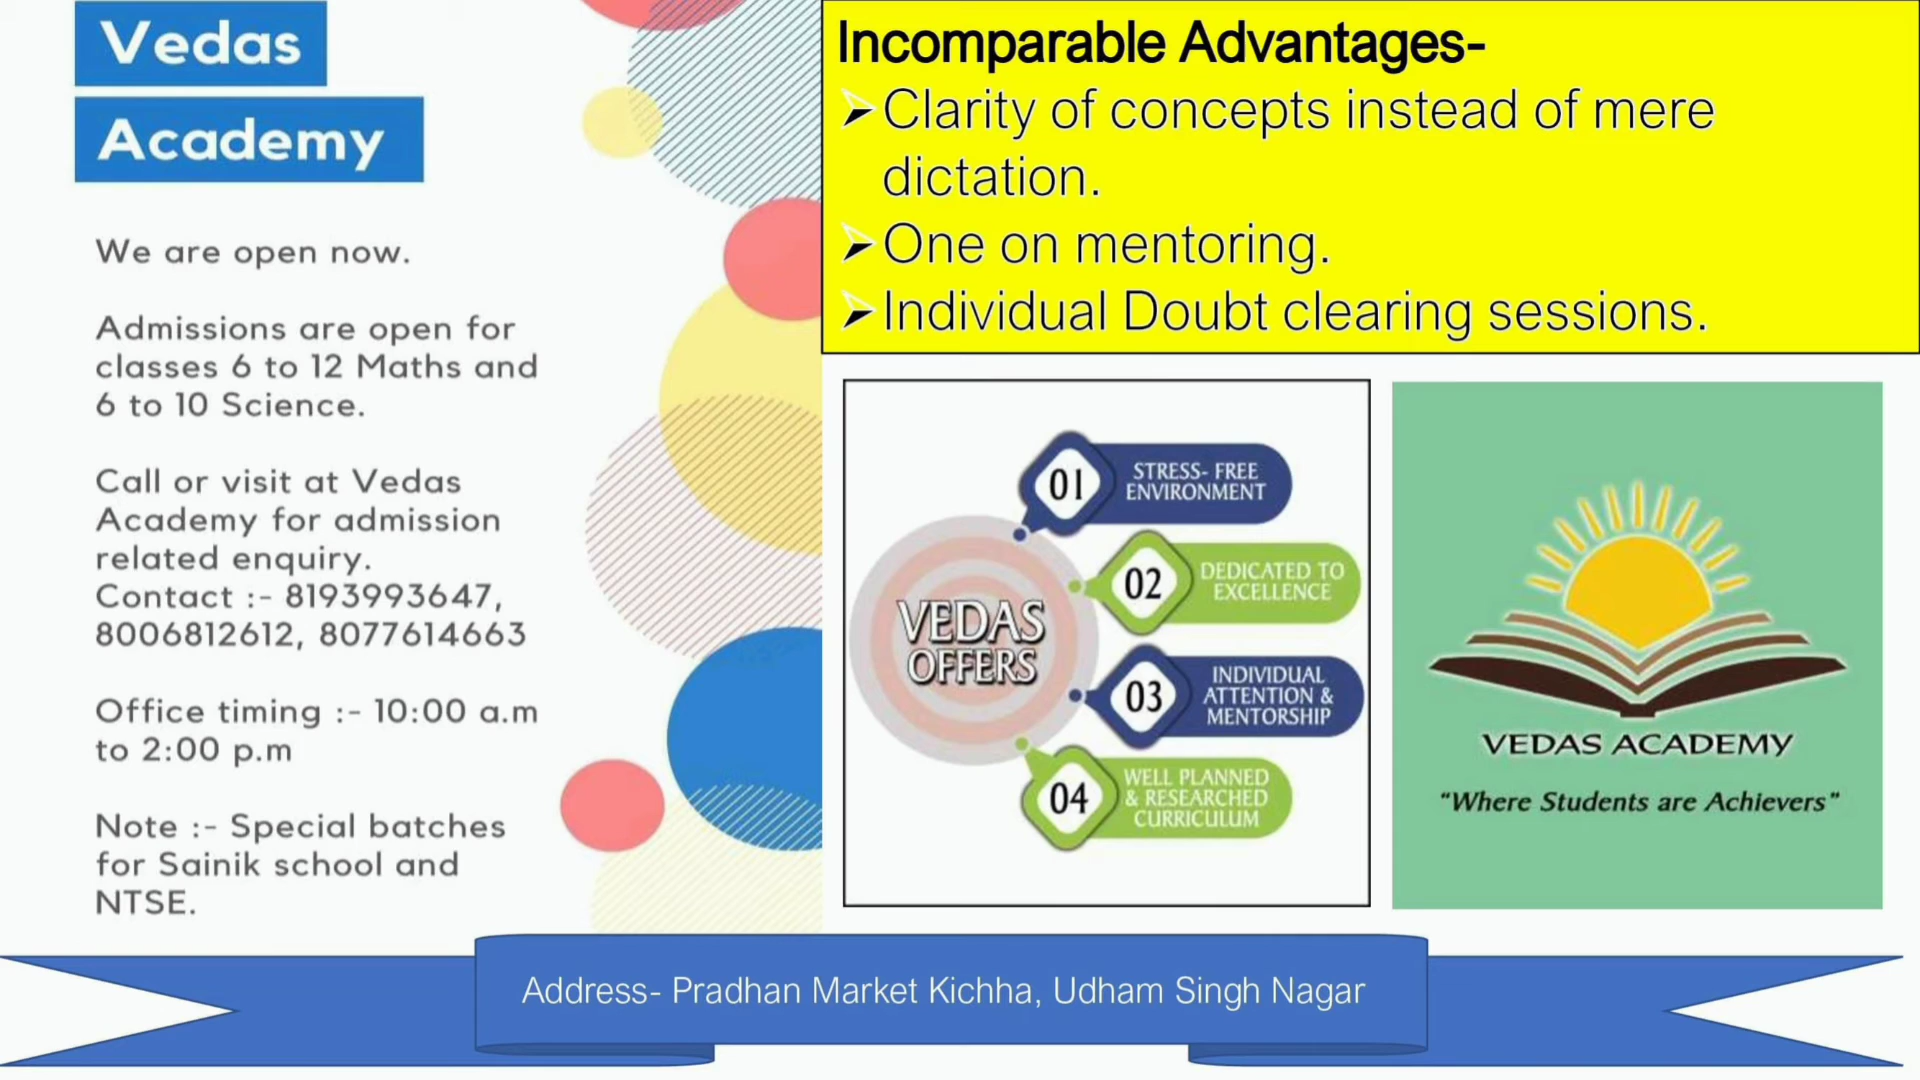 Vedas
Academy
We are open now.
Admissions are open for
classes 6 to 12 Maths and
6 to 10 Science.
Call or visit at Vedas
Academy for admission
related enquiry.
Contact :- 8193993647,
8006812612, 8077614663
Office timing :- 10:00 a.m
to 2:00 p.m
Note :- Special batches
for Sainik school and
NTSE.
Incomparable Advantages-
➢Clarity of concepts instead of mere
dictation.
➢One on mentoring.
➢Individual Doubt clearing sessions.
VEDAS
OFFERS
01
STRESS- FREE
ENVIRONMENT
02
DEDICATED TO
EXCELLENCE
03
INDIVIDUAL
ATTENTION &
MENTORSHIP
04
WELL PLANNED
& RESEARCHED
CURRICULUM
VEDAS ACADEMY
"Where Students are Achievers"
Address- Pradhan Market Kichha, Udham Singh Nagar